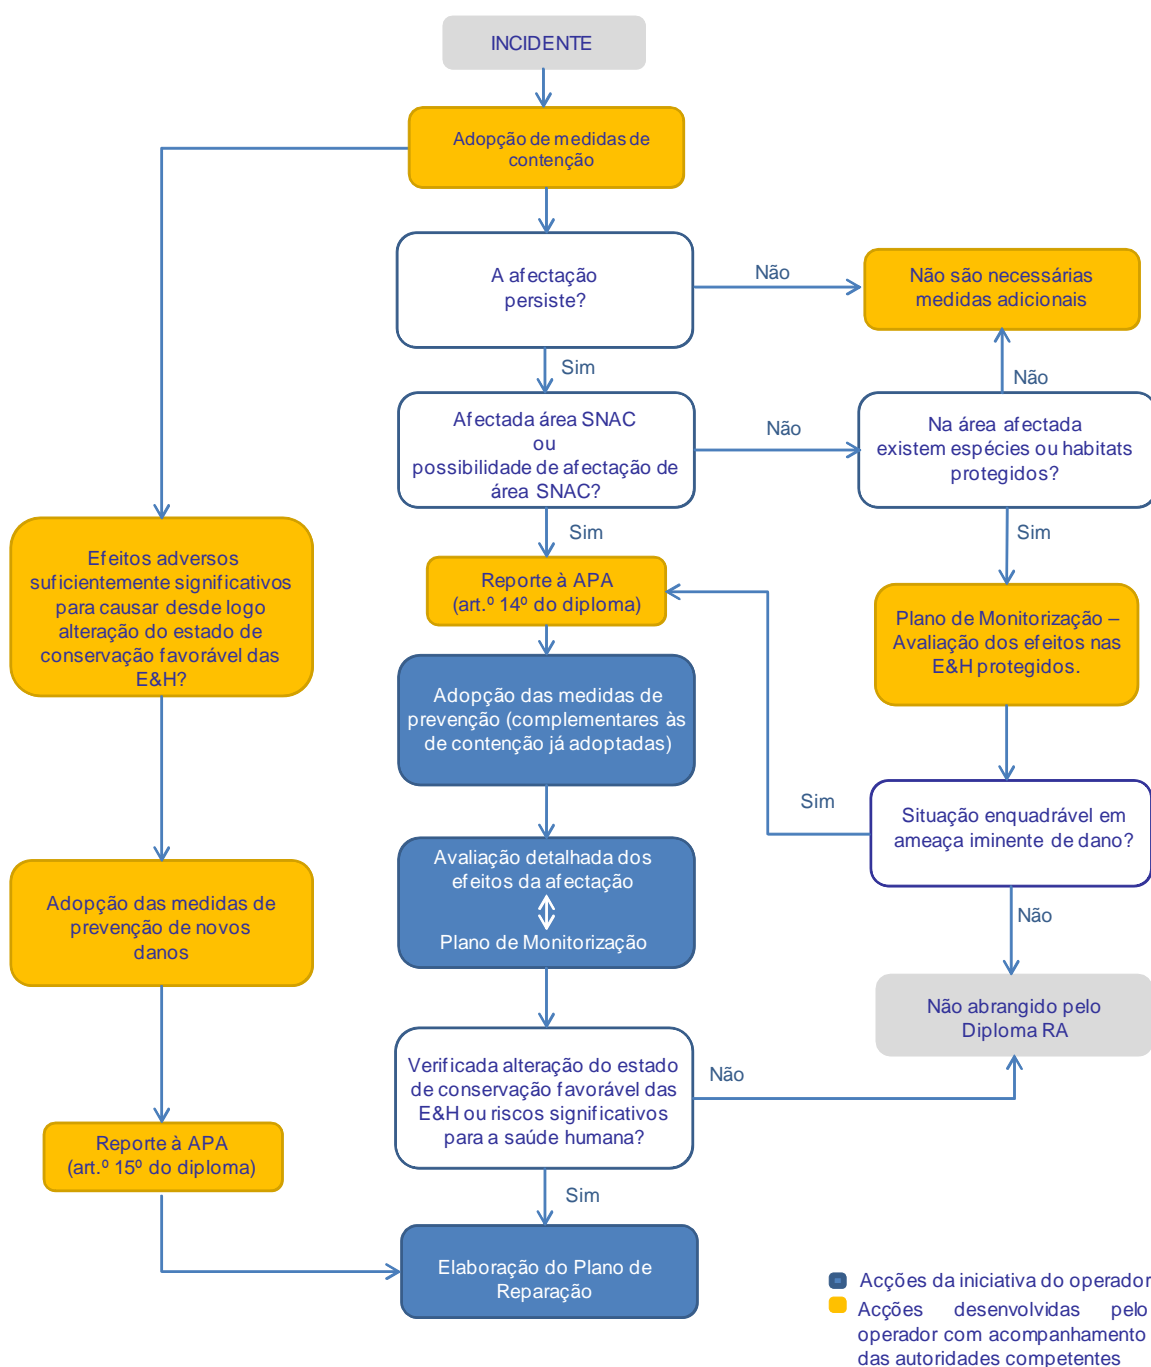 INCIDENTE
Adopção de medidas de
contenção
A afectação
persiste?
Não
Não são necessárias
medidas adicionais
Sim
Não
Afectada área SNAC
ou
possibilidade de afectação de
área SNAC?
Não
Na área afectada
existem espécies ou habitats
protegidos?
Sim
Sim
Efeitos adversos
suficientemente significativos
para causar desde logo
alteração do estado de
conservação favorável das
E&H?
Reporte à APA
(art.º 14º do diploma)
Plano de Monitorização –
Avaliação dos efeitos nas
E&H protegidos.
Adopção das medidas de
prevenção (complementares às
de contenção já adoptadas)
Sim
Situação enquadrável em
ameaça iminente de dano?
Avaliação detalhada dos
efeitos da afectação
Plano de Monitorização
Adopção das medidas de
prevenção de novos
danos
Não
Não abrangido pelo
Diploma RA
Verificada alteração do estado
de conservação favorável das
E&H ou riscos significativos
para a saúde humana?
Não
Reporte à APA
(art.º 15º do diploma)
Sim
Elaboração do Plano de
Reparação
Acções da iniciativa do operador
Acções desenvolvidas pelo
operador com acompanhamento
das autoridades competentes